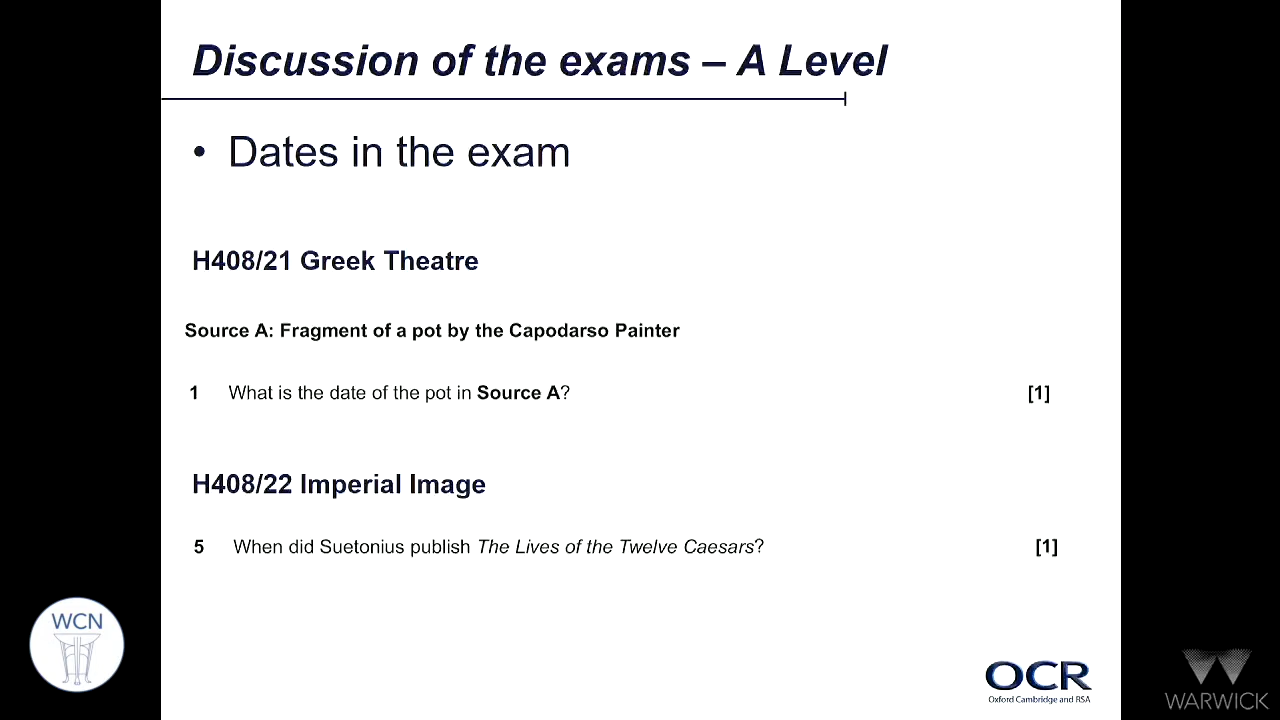 Discussion of the exams – A Level
• Dates in the exam
H408/21 Greek Theatre
Source A: Fragment of a pot by the Capodarso Painter
1 What is the date of the pot in Source A? [1]
H408/22 Imperial Image
5 When did Suetonius publish The Lives of the Twelve Caesars? [1]
WCN
OCR
Oxford Cambridge and RSA
WARWICK